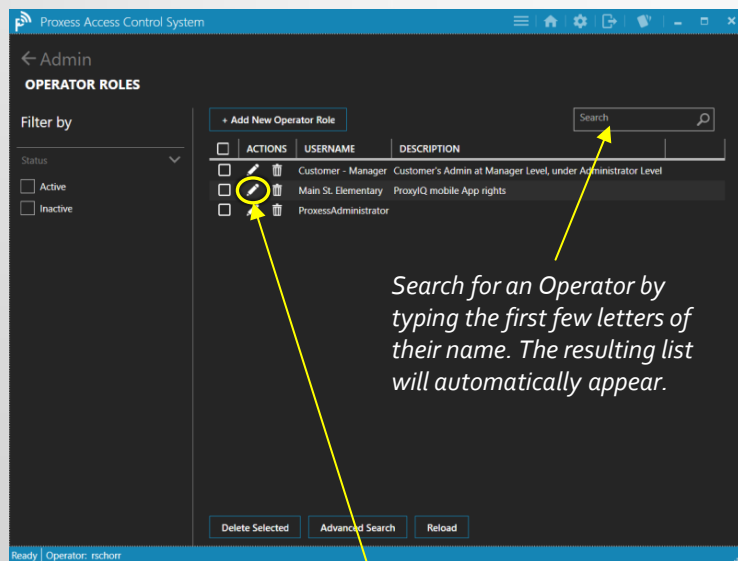 Proxess Access Control System
Admin
OPERATOR ROLES
Filter by
Status
Active
Inactive
+ Add New Operator Role
Search
ACTIONS USERNAME DESCRIPTION
Customer - Manager Customer's Admin at Manager Level, under Administrator Level
Main St. Elementary ProxyIQ mobile App rights
ProxessAdministrator
Search for an Operator by
typing the first few letters of
their name. The resulting list
will automatically appear.
Delete Selected Advanced Search Reload
Ready Operator: rschorr